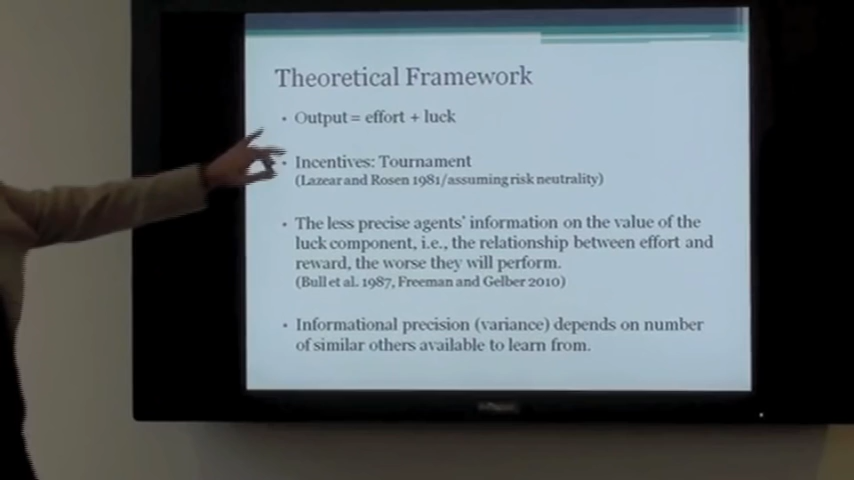 Theoretical Framework
• Output = effort + luck
• Incentives: Tournament
(Lazear and Rosen 1981/assuming risk neutrality)
• The less precise agents' information on the value of the
luck component, i.e., the relationship between effort and
reward, the worse they will perform.
(Bull et al. 1987, Freeman and Gelber 2010)
• Informational precision (variance) depends on number
of similar others available to learn from.